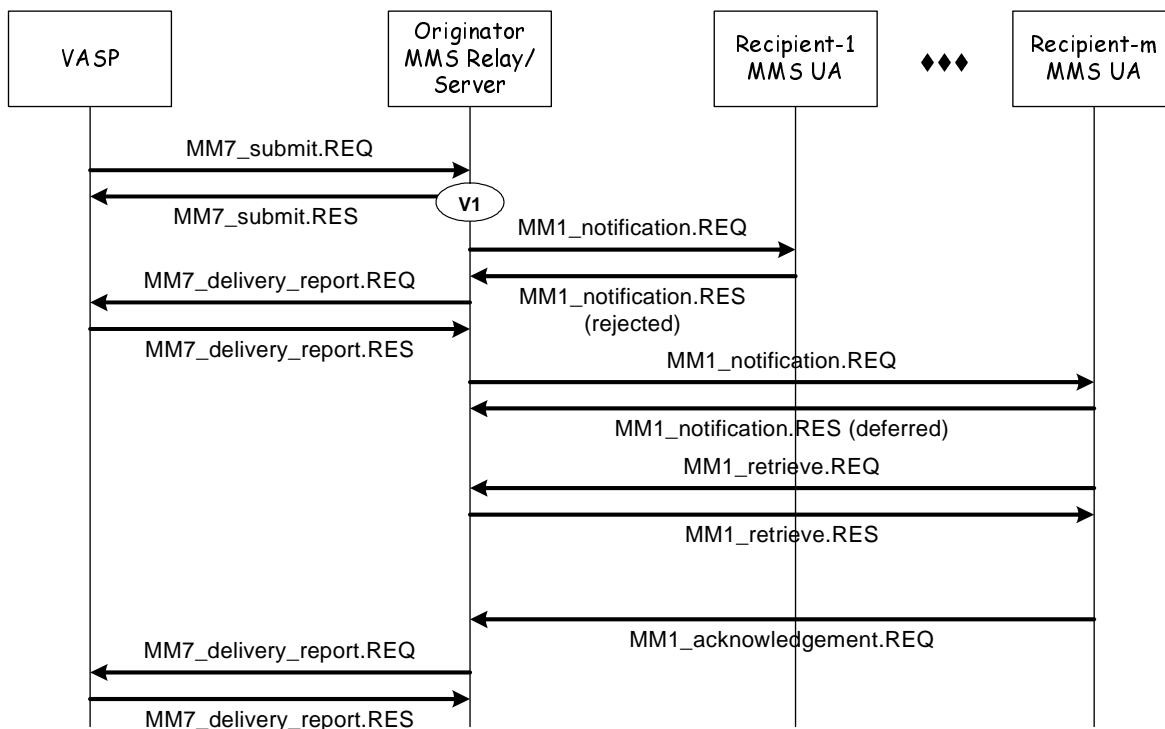 VASP
Originator
MMS Relay/
Server
Recipient-1
MMS UA
Recipient-m
MMS UA
MM7_submit.REQ
V1
MM7_submit.RES
MM1_notification.REQ
MM7_delivery_report.REQ
MM1_notification.RES
(rejected)
MM7_delivery_report.RES
MM1_notification.REQ
MM1_notification.RES (deferred)
MM1_retrieve.REQ
MM1_retrieve.RES
MM1_acknowledgement.REQ
MM7_delivery_report.REQ
MM7_delivery_report.RES